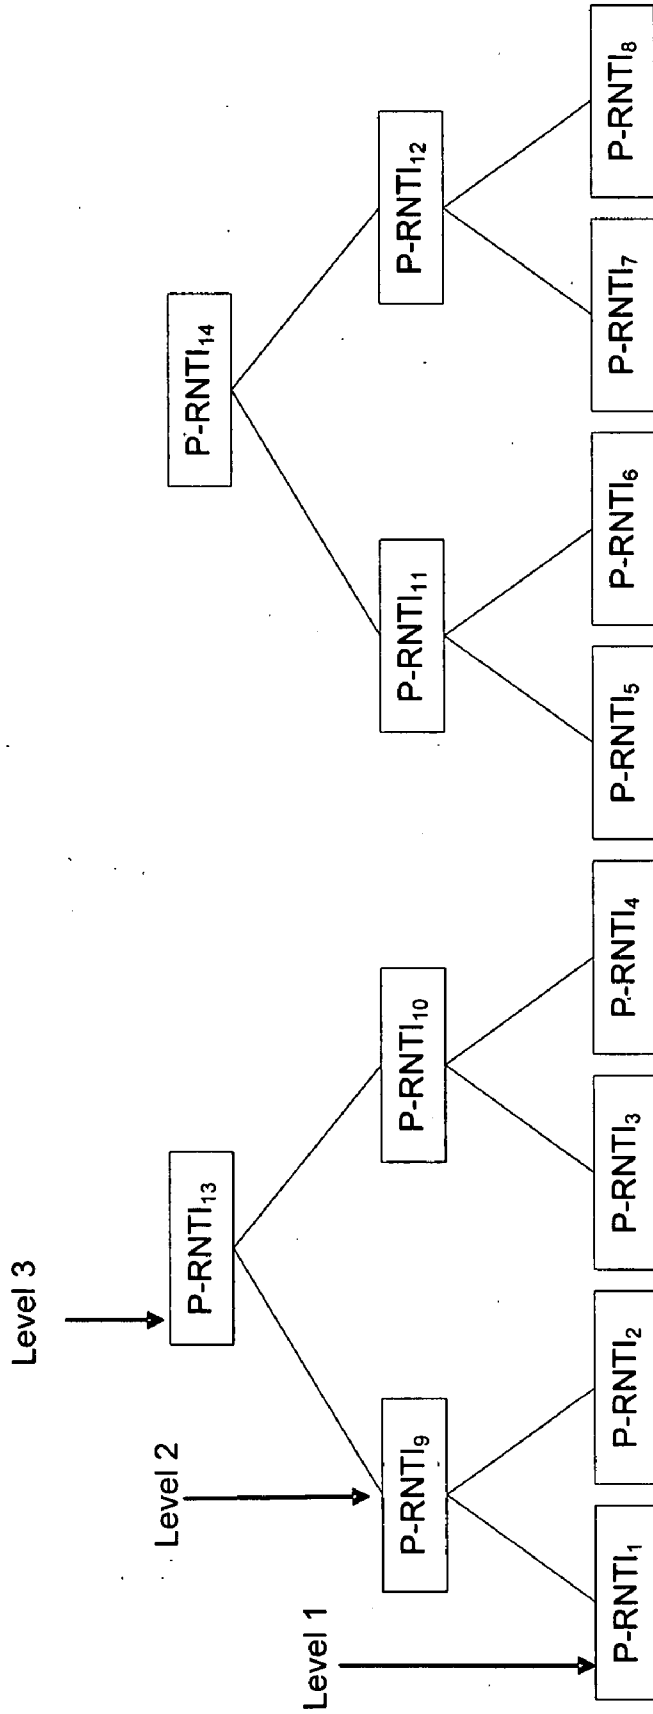 Level 3
P-RNTI₁₃
P-RNTI₁₄
Level 2
P-RNTI₉
P-RNTI₁₀
P-RNTI₁₁
P-RNTI₁₂
Level 1
P-RNTI₁
P-RNTI₂
P-RNTI₃
P-RNTI₄
P-RNTI₅
P-RNTI₆
P-RNTI₇
P-RNTI₈